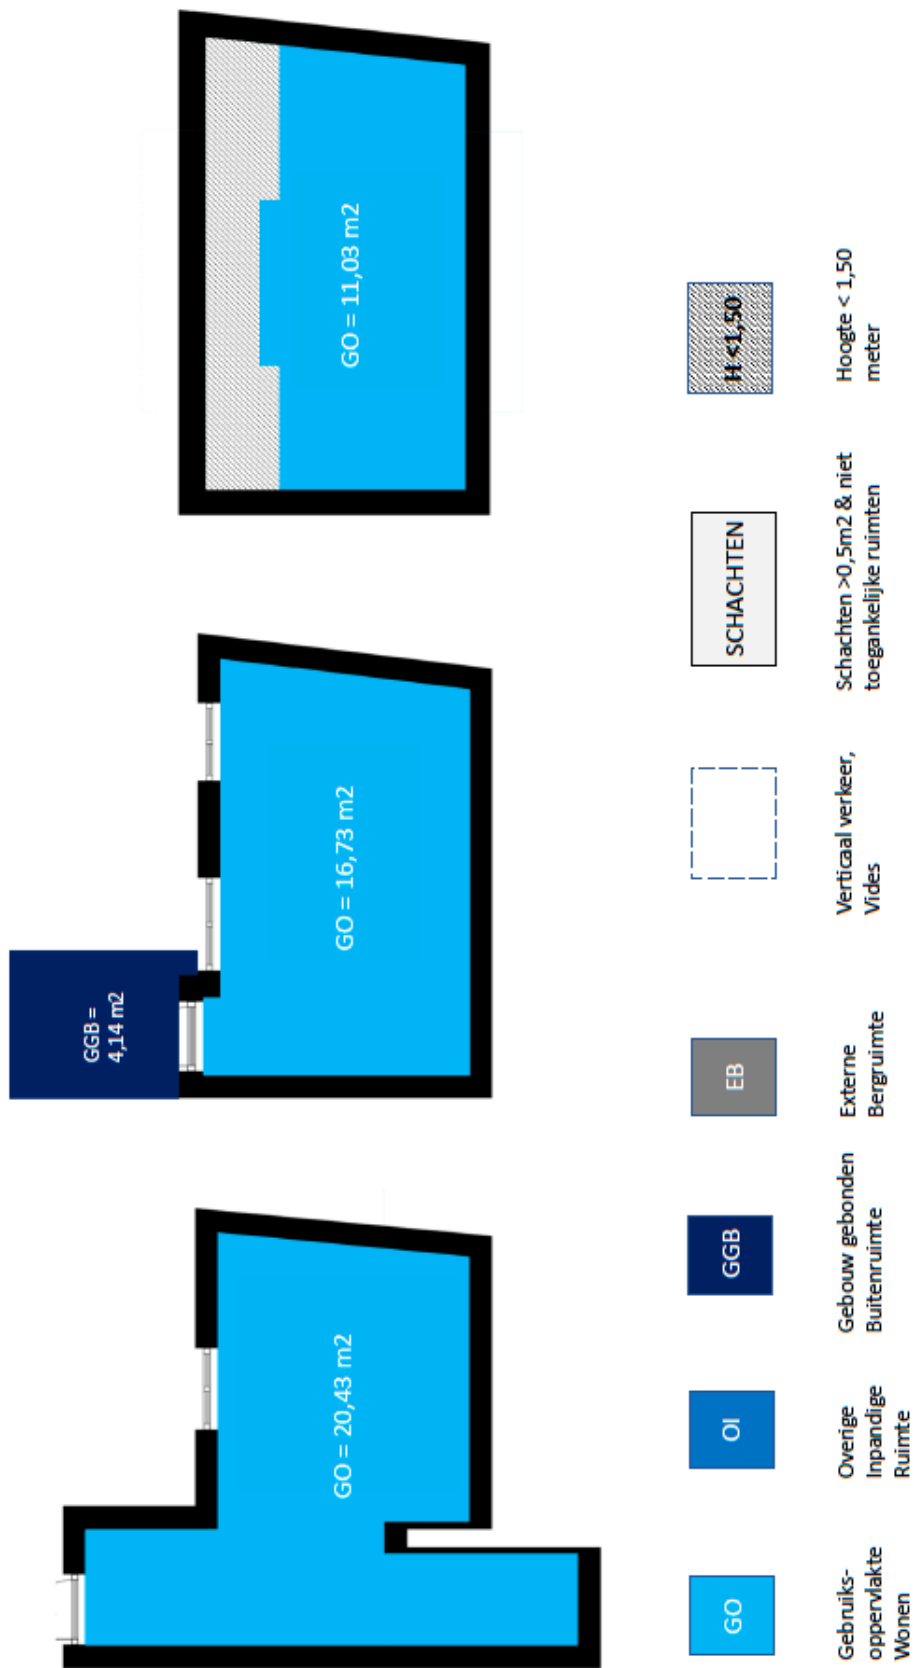 GO = 20,43 m2
GGB =
4,14 m2
GO = 16,73 m2
GO = 11,03 m2
GO
Gebruiks-
oppervlakte
Wonen
OI
Overige
Inpandige
Ruimte
GGB
Gebouw gebonden
Buitenruimte
EB
Externe
Bergruimte
Verticaal verkeer,
Vides
SCHACHTEN
Schachten >0,5m2 & niet
toegankelijke ruimten
H <1,50
Hoogte < 1,50
meter